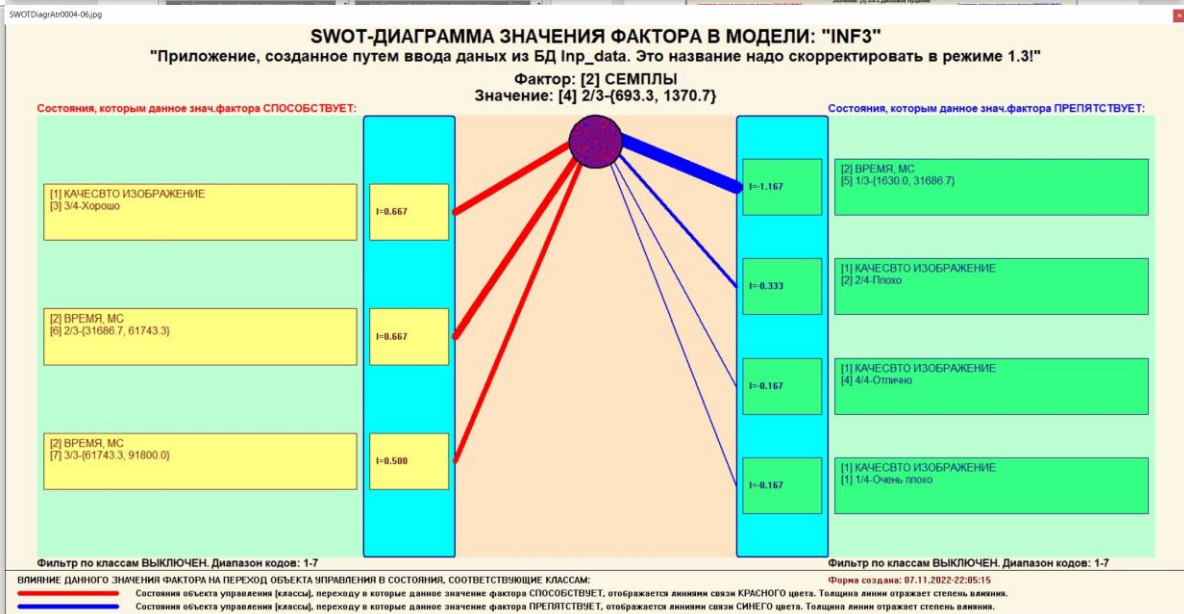 SWOTDiagrAtr0004-06.jpg
SWOT-ДИАГРАММА ЗНАЧЕНИЯ ФАКТОРА В МОДЕЛИ: "INF3"
"Приложение, созданное путем ввода даных из БД Inp_data. Это название надо скорректировать в режиме 1.3!"
Фактор: [2] СЕМПЛЫ
Значение: [4] 2/3-{693.3, 1370.7}
Состояния, которым данное знач.фактора СПОСОБСТВУЕТ:
[1] КАЧЕСВТО ИЗОБРАЖЕНИЕ
[3] 3/4-Хорошо
I=0.667
[2] ВРЕМЯ, МС
[6] 2/3-{31686.7, 61743.3}
I=0.667
[2] ВРЕМЯ, МС
[7] 3/3-{61743.3, 91800.0}
I=0.500
Фильтр по классам ВЫКЛЮЧЕН. Диапазон кодов: 1-7
Состояния, которым данное знач.фактора ПРЕПЯТСТВУЕТ:
I=-1.167
[2] ВРЕМЯ, МС
[5] 1/3-{1630.0, 31686.7}
I=-0.333
[1] КАЧЕСВТО ИЗОБРАЖЕНИЕ
[2] 2/4-Плохо
I=-0.167
[1] КАЧЕСВТО ИЗОБРАЖЕНИЕ
[4] 4/4-Отлично
I=-0.167
[1] КАЧЕСВТО ИЗОБРАЖЕНИЕ
[1] 1/4-Очень плохо
Фильтр по классам ВЫКЛЮЧЕН. Диапазон кодов: 1-7
ВЛИЯНИЕ ДАННОГО ЗНАЧЕНИЯ ФАКТОРА НА ПЕРЕХОД ОБЪЕКТА УПРАВЛЕНИЯ В СОСТОЯНИЯ, СООТВЕТСТВУЮЩИЕ КЛАССАМ:
Форма создана: 07.11.2022-22:05:15
Состояния объекта управления (классы), переходу в которые данное значение фактора СПОСОБСТВУЕТ, отображается линиями связи КРАСНОГО цвета. Толщина линии отражает степень влияния.
Состояния объекта управления (классы), переходу в которые данное значение фактора ПРЕПЯТСТВУЕТ, отображается линиями связи СИНЕГО цвета. Толщина линии отражает степень влияния.